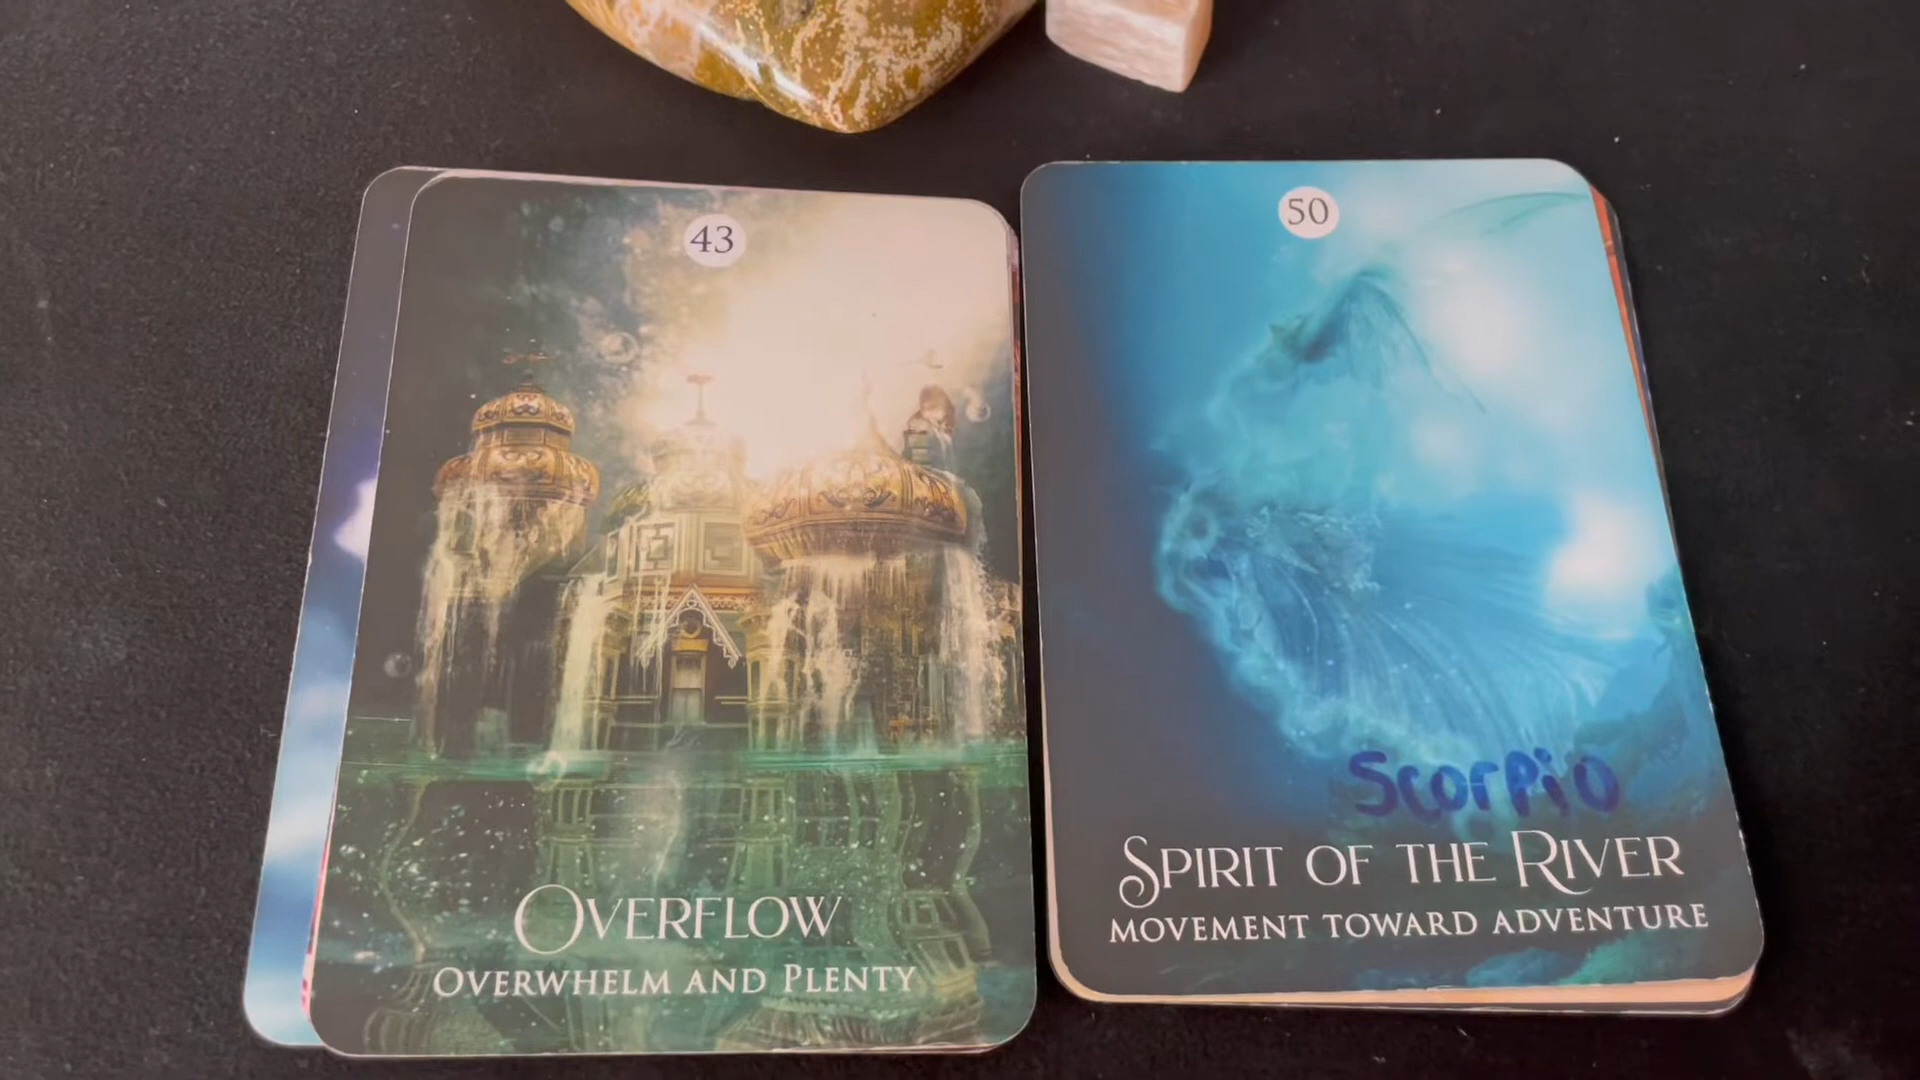 43
OVERFLOW
OVERWHELM AND PLENTY
50
Scorpio
SPIRIT OF THE RIVER
MOVEMENT TOWARD ADVENTURE